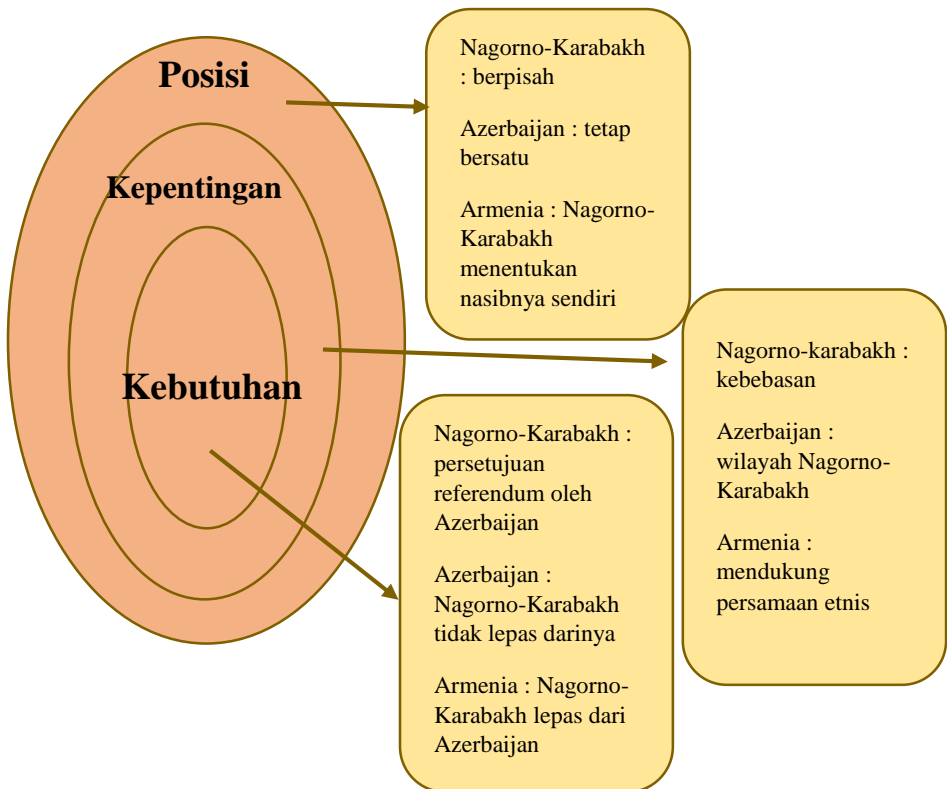 Posisi
Kepentingan
Kebutuhan
Nagorno-Karabakh
: berpisah
Azerbaijan : tetap
bersatu
Armenia : Nagorno-
Karabakh
menentukan
nasibnya sendiri
Nagorno-karabakh :
kebebasan
Azerbaijan :
wilayah Nagorno-
Karabakh
Armenia :
mendukung
persamaan etnis
Nagorno-Karabakh :
persetujuan
referendum oleh
Azerbaijan
Azerbaijan :
Nagorno-Karabakh
tidak lepas darinya
Armenia : Nagorno-
Karabakh lepas dari
Azerbaijan